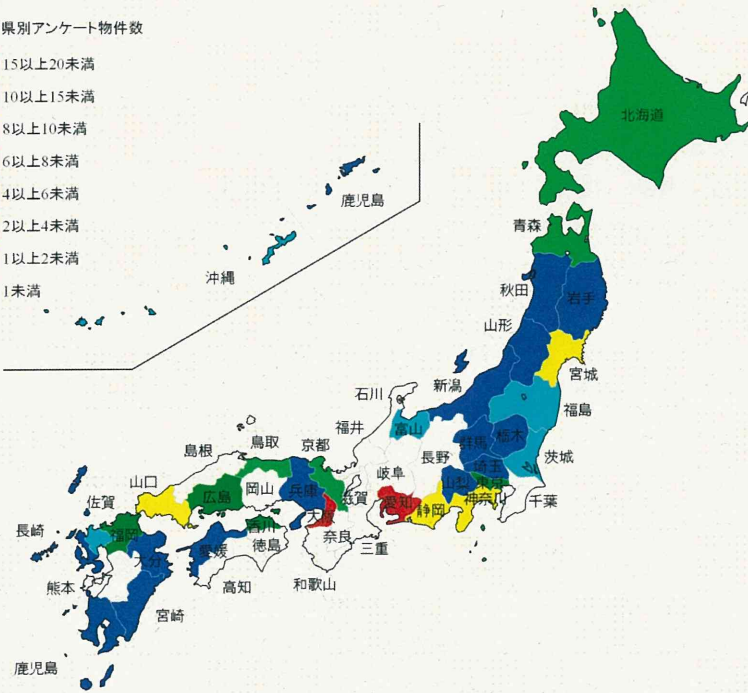 県別アンケート物件数
15以上20未満
10以上15未満
8以上10未満
6以上8未満
4以上6未満
2以上4未満
1以上2未満
1未満
北海道
鹿児島
沖縄
青森
秋田
岩手
山形
宮城
新潟
福島
石川
富山
福井
群馬
栃木
長野
茨城
埼玉
岐阜
山梨
東京
神奈川
千葉
愛知
静岡
島根
鳥取
京都
山口
広島
岡山
兵庫
滋賀
大阪
奈良
三重
和歌山
香川
徳島
愛媛
高知
佐賀
福岡
長崎
大分
熊本
宮崎
鹿児島